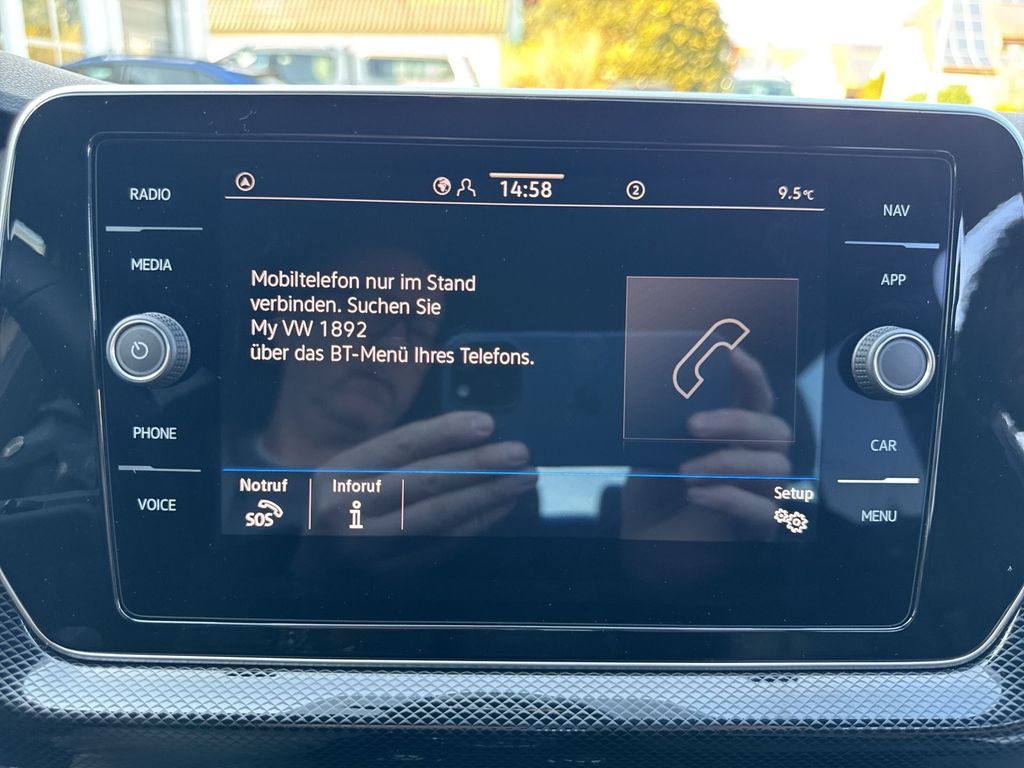 RADIO
MEDIA
PHONE
VOICE
14:58
2
9.5°C
Mobiltelefon nur im Stand
verbinden. Suchen Sie
My VW 1892
über das BT-Menü Ihres Telefons.
Notruf
SOS
Inforuf
i
Setup
NAV
APP
CAR
MENU